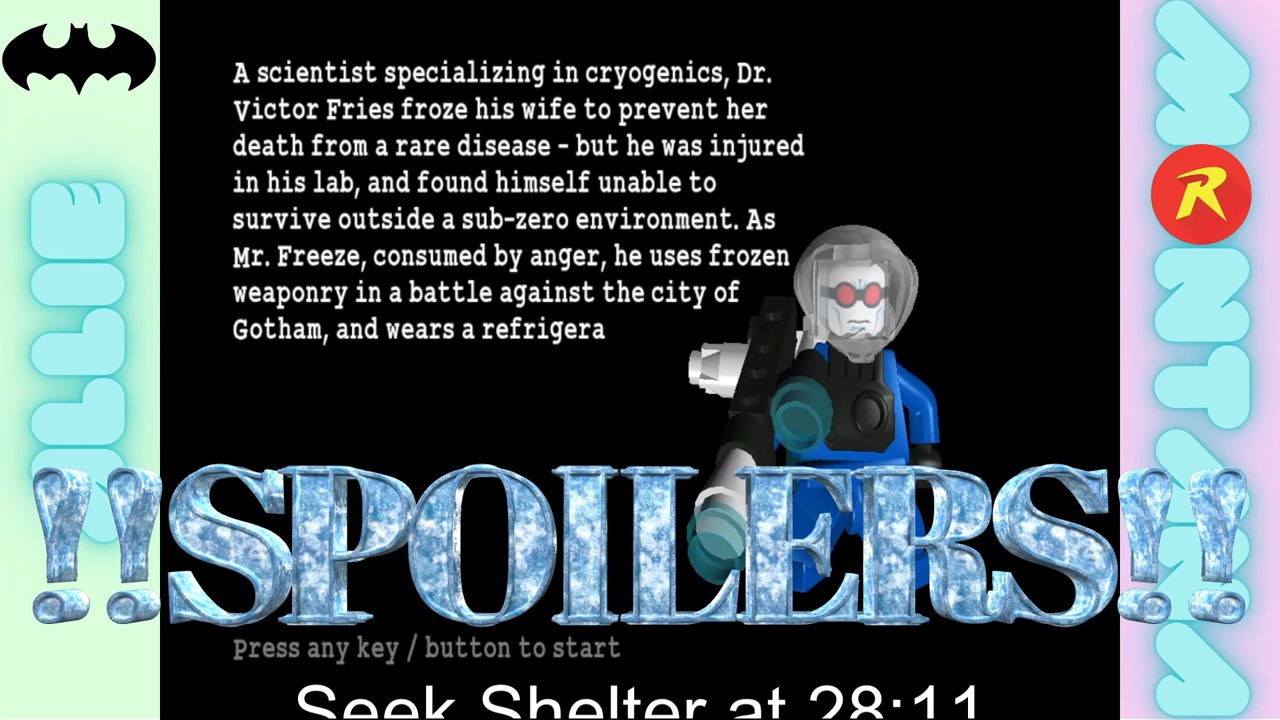 A scientist specializing in cryogenics, Dr.
Victor Fries froze his wife to prevent her
death from a rare disease – but he was injured
in his lab, and found himself unable to
survive outside a sub-zero environment. As
Mr. Freeze, consumed by anger, he uses frozen
weaponry in a battle against the city of
Gotham, and wears a refrigera
!!SPOILERS!!
Press any key / button to start
Seek Shelter at 28:11
MRNTANA